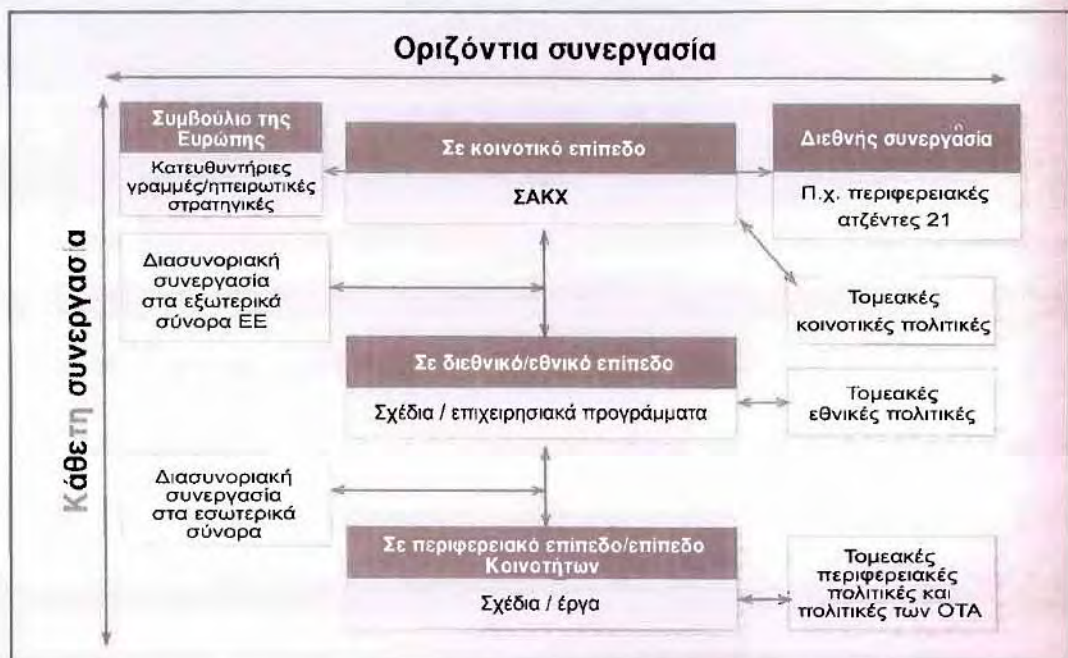 Οριζόντια συνεργασία
Κάθετη συνεργασία
Συμβούλιο της
Ευρώπης
Κατευθυντήριες
γραμμές/ηπειρωτικές
στρατηγικές
Σε κοινοτικό επίπεδο
ΣΑΚΧ
Διεθνής συνεργασία
Π.χ. περιφερειακές
ατζέντες 21
Διασυνοριακή
συνεργασία
στα εξωτερικά
σύνορα ΕΕ
Τομεακές
κοινοτικές πολιτικές
Σε διεθνικό/εθνικό επίπεδο
Σχέδια / επιχειρησιακά προγράμματα
Τομεακές
εθνικές πολιτικές
Διασυνοριακή
συνεργασία
στα εσωτερικά
σύνορα
Σε περιφερειακό επίπεδο/επίπεδο
Κοινοτήτων
Σχέδια / έργα
Τομεακές
περιφερειακές
πολιτικές και
πολιτικές των ΟΤΑ